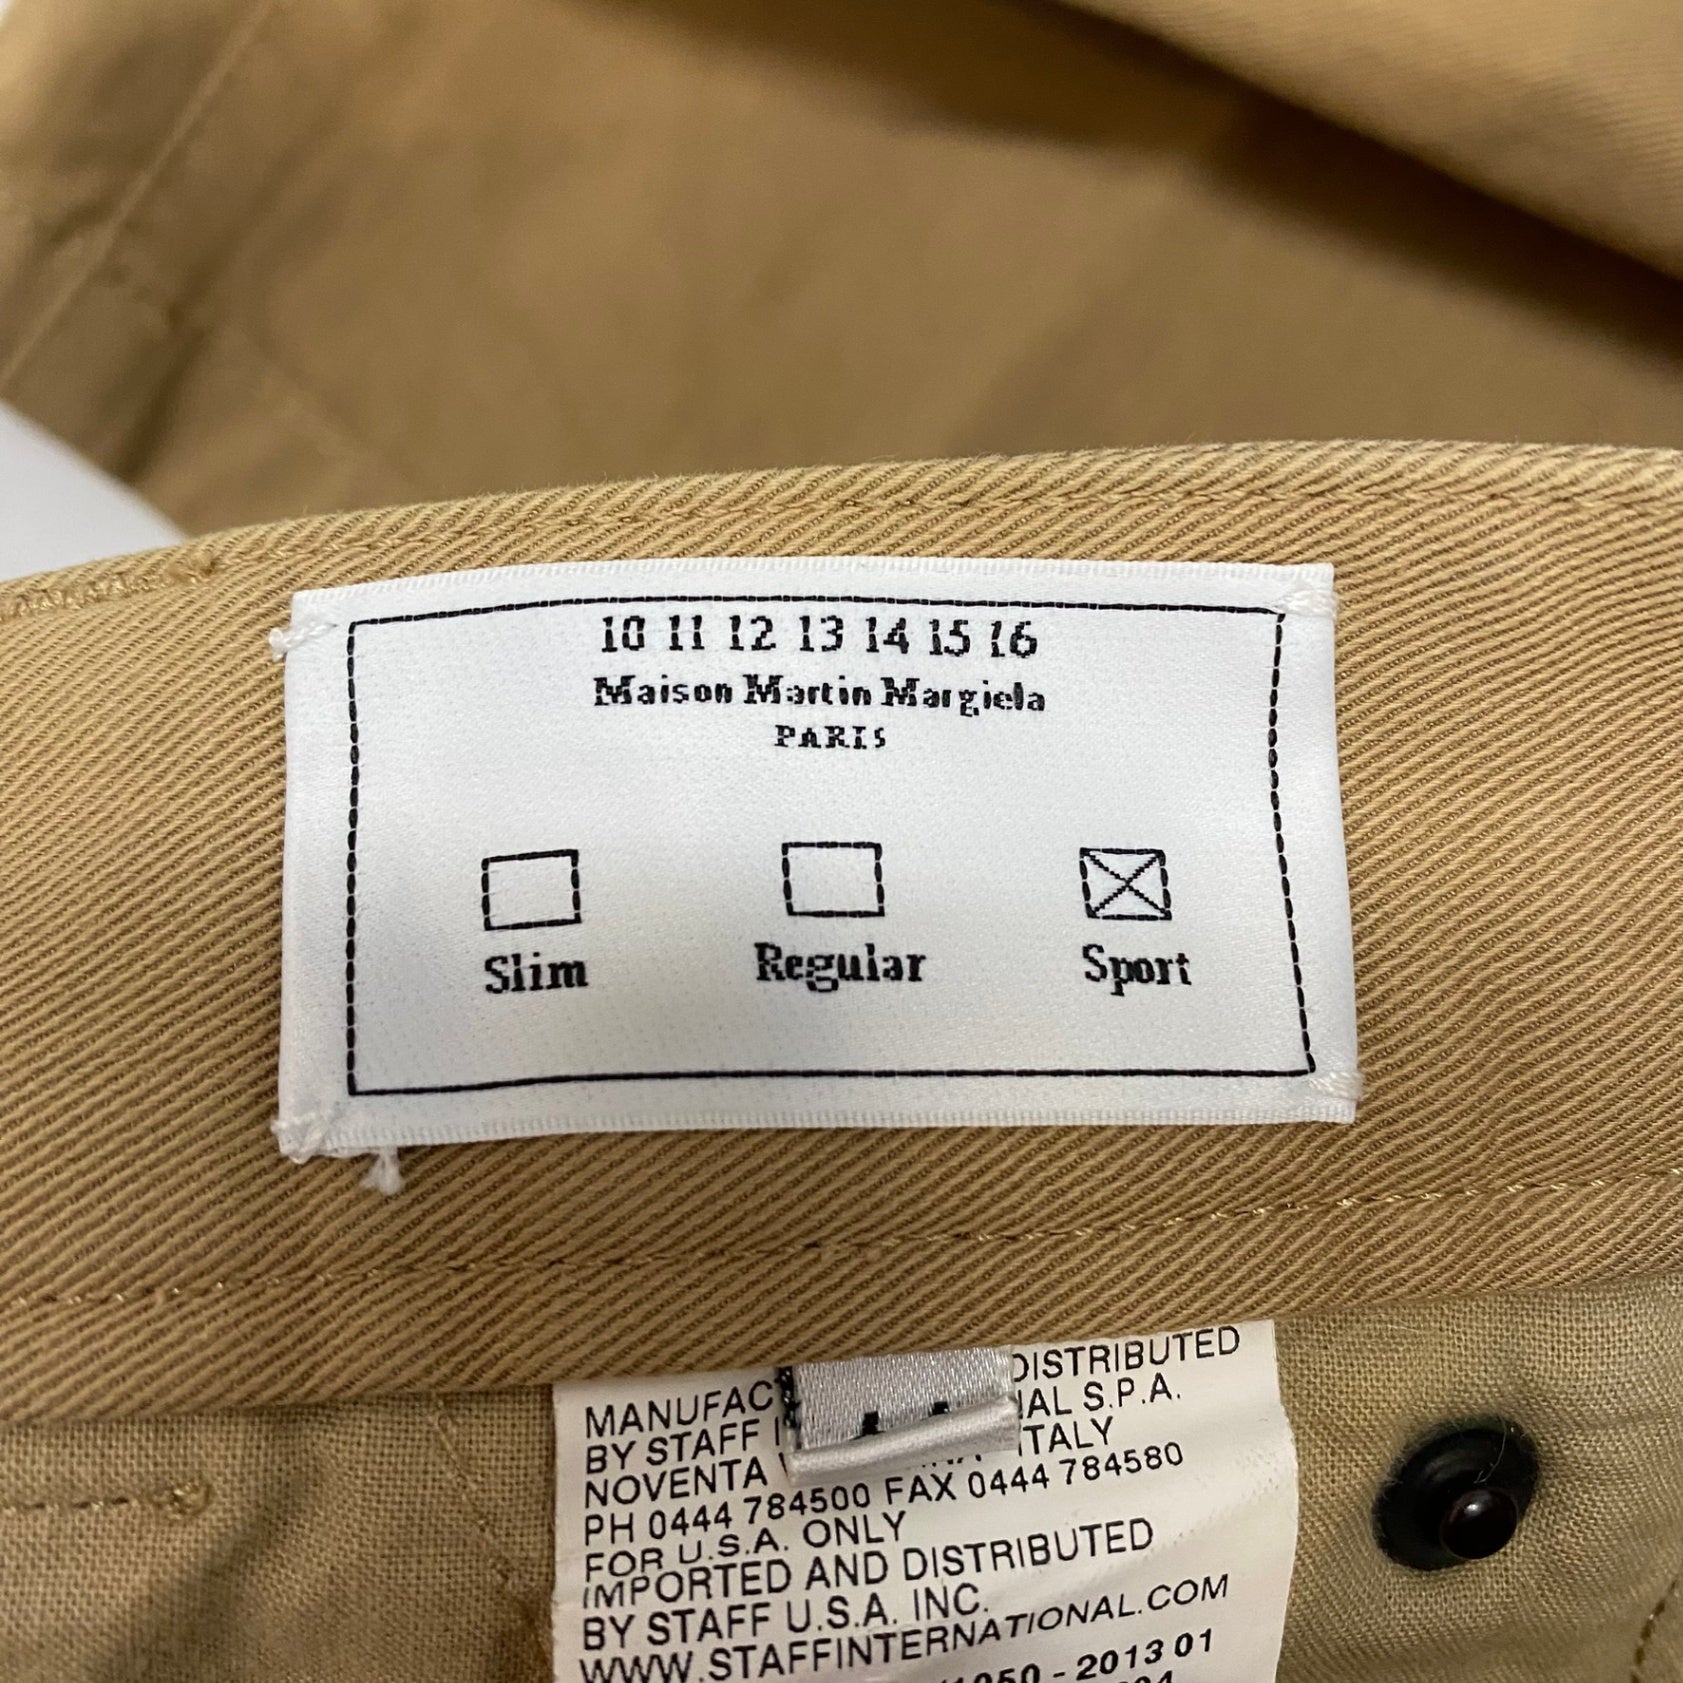 10 11 12 13 14 15 16
Maison Martin Margiela
PARIS
Slim Regular Sport
DISTRIBUTED
BY STAFF S.P.A.
NOVENTA ITALY
PH 0444 784500 FAX 0444 784580
FOR U.S.A. ONLY
IMPORTED AND DISTRIBUTED
BY STAFF U.S.A. INC.
WWW.STAFFINTERNATIONAL.COM
- 2013 01